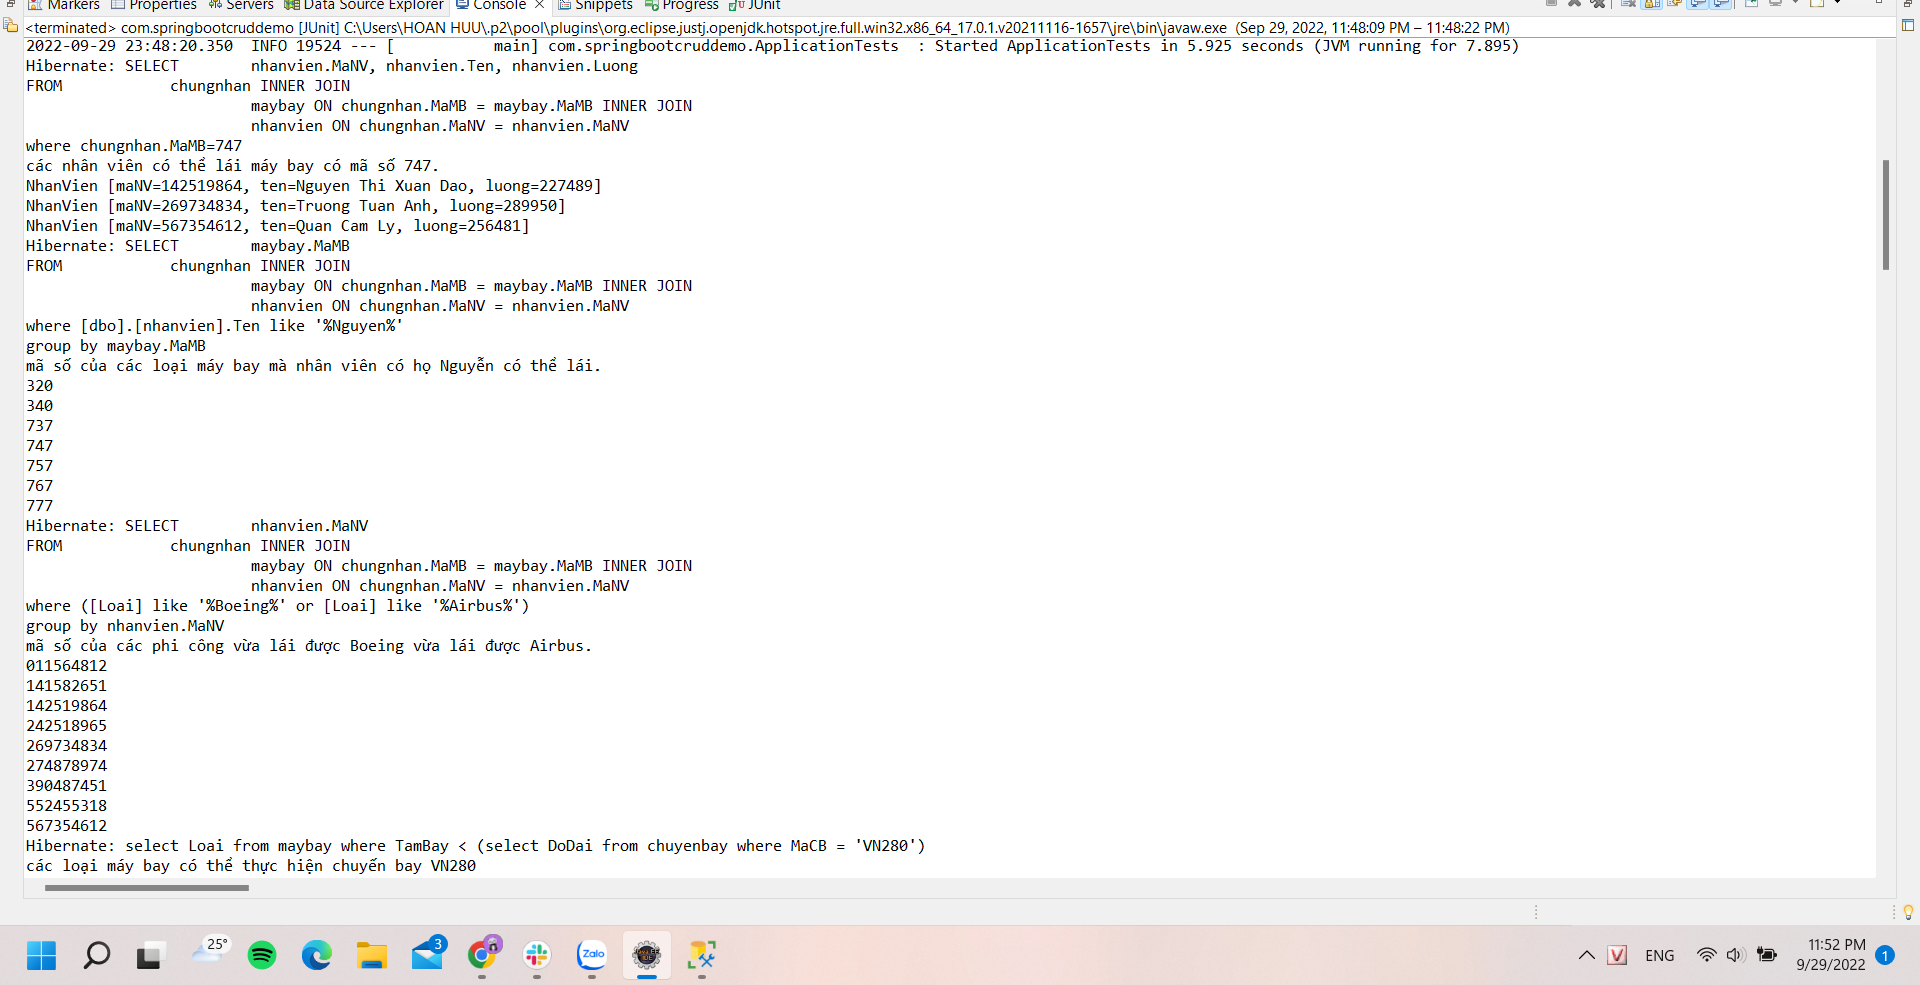 Markers Properties Servers Data Source Explorer Console Snippets Progress JUnit
<terminated> com.springbootcruddemo [JUnit] C:\Users\HOAN HUU\.p2\pool\plugins\org.eclipse.justj.openjdk.hotspot.jre.full.win32.x86_64_17.0.1.v20211116-1657\jre\bin\javaw.exe (Sep 29, 2022, 11:48:09 PM – 11:48:22 PM)
2022-09-29 23:48:20.350  INFO 19524 --- [           main] com.springbootcruddemo.ApplicationTests  : Started ApplicationTests in 5.925 seconds (JVM running for 7.895)
Hibernate: SELECT        nhanvien.MaNV, nhanvien.Ten, nhanvien.Luong
FROM            chungnhan INNER JOIN
maybay ON chungnhan.MaMB = maybay.MaMB INNER JOIN
nhanvien ON chungnhan.MaNV = nhanvien.MaNV
where chungnhan.MaMB=747
các nhân viên có thể lái máy bay có mã số 747.
NhanVien [maNV=142519864, ten=Nguyen Thi Xuan Dao, luong=227489]
NhanVien [maNV=269734834, ten=Truong Tuan Anh, luong=289950]
NhanVien [maNV=567354612, ten=Quan Cam Ly, luong=256481]
Hibernate: SELECT        maybay.MaMB
FROM            chungnhan INNER JOIN
maybay ON chungnhan.MaMB = maybay.MaMB INNER JOIN
nhanvien ON chungnhan.MaNV = nhanvien.MaNV
where [dbo].[nhanvien].Ten like '%Nguyen%'
group by maybay.MaMB
mã số của các loại máy bay mà nhân viên có họ Nguyễn có thể lái.
320
340
737
747
757
767
777
Hibernate: SELECT        nhanvien.MaNV
FROM            chungnhan INNER JOIN
maybay ON chungnhan.MaMB = maybay.MaMB INNER JOIN
nhanvien ON chungnhan.MaNV = nhanvien.MaNV
where ([Loai] like '%Boeing%' or [Loai] like '%Airbus%')
group by nhanvien.MaNV
mã số của các phi công vừa lái được Boeing vừa lái được Airbus.
011564812
141582651
142519864
242518965
269734834
274878974
390487451
552455318
567354612
Hibernate: select Loai from maybay where TamBay < (select DoDai from chuyenbay where MaCB = 'VN280')
các loại máy bay có thể thực hiện chuyến bay VN280
25°
3
Zalo
V
ENG
11:52 PM
9/29/2022
1